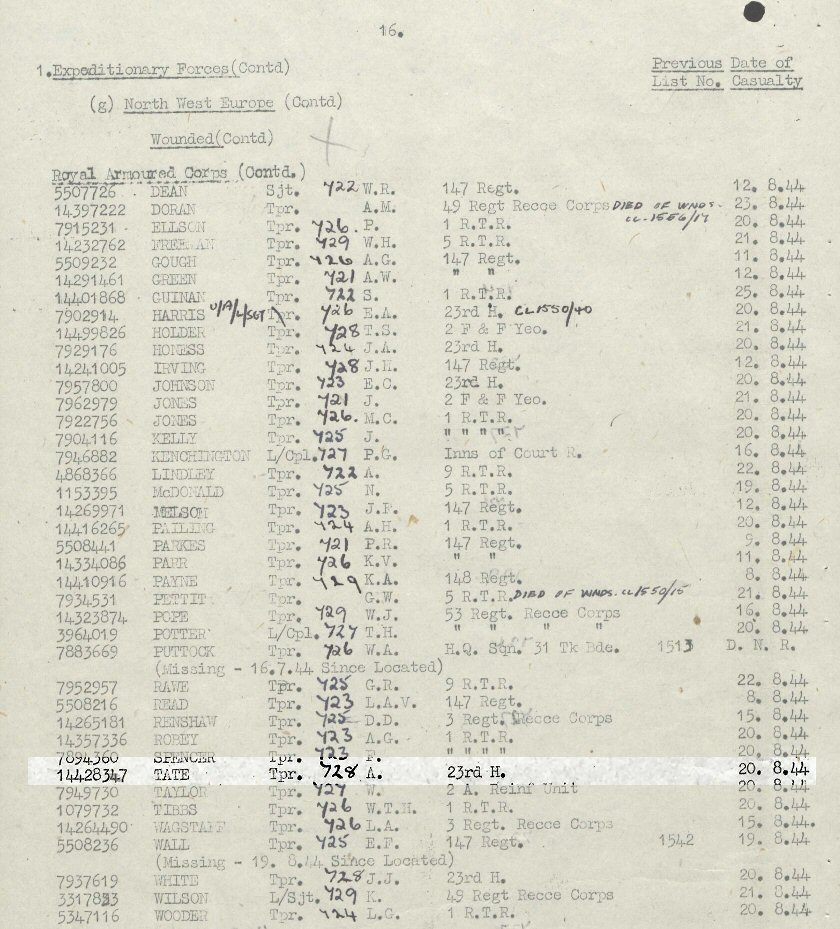 16.
Previous Date of
1.Expeditionary Forces(Contd) List No. Casualty
(g) North West Europe (Contd)
Wounded(Contd)
Royal Armoured Corps (Contd.)
5507726 DEAN Sjt. 722 W.R. 147 Regt. 12. 8.44
14397222 DORAN Tpr. A.M. 49 Regt Recce Corps DIED OF WNDS. CL.1556/17 23. 8.44
7915231 ELLSON Tpr. 726. P. 1 R.T.R. 20. 8.44
14232762 FREEMAN Tpr. 729 W.H. 5 R.T.R. 21. 8.44
5509232 GOUGH Tpr. 726 A.G. 147 Regt. 11. 8.44
14291461 GREEN Tpr. 721 A.W. " " 12. 8.44
14401868 GUINAN Tpr. 722 S. 1 R.T.R. 25. 8.44
7902914 HARRIS U/A/L/SGT Tpr. 726 E.A. 23rd H. CL1550/40 20. 8.44
14499826 HOLDER Tpr. 728 T.S. 2 F & F Yeo. 21. 8.44
7929176 HONESS Tpr. 724 J.A. 23rd H. 20. 8.44
14241005 IRVING Tpr. 728 J.H. 147 Regt. 12. 8.44
7957800 JOHNSON Tpr. 723 E.C. 23rd H. 20. 8.44
7962979 JONES Tpr. 721 J. 2 F & F Yeo. 21. 8.44
7922756 JONES Tpr. 726. M.C. 1 R.T.R. 20. 8.44
7904116 KELLY Tpr. 725 J. " " " " 20. 8.44
7946882 KENCHINGTON L/Cpl. 727 P.G. Inns of Court R. 16. 8.44
4868366 LINDLEY Tpr. 722 A. 9 R.T.R. 22. 8.44
1153395 McDONALD Tpr. 725 N. 5 R.T.R. 19. 8.44
14269971 MELSOM Tpr. 723 J.F. 147 Regt. 12. 8.44
14416265 PAILING Tpr. 724 A.H. 1 R.T.R. 20. 8.44
5508441 PARKES Tpr. 721 P.R. 147 Regt. 9. 8.44
14334086 PARR Tpr. 726 K.V. " " 11. 8.44
14410916 PAYNE Tpr. 729 K.A. 148 Regt. 8. 8.44
7934531 PETTIT Tpr. G.W. 5 R.T.R. DIED OF WNDS. CL1550/15 21. 8.44
14323874 POPE Tpr. 729 W.J. 53 Regt. Recce Corps 16. 8.44
3964019 POTTER L/Cpl. 727 T.H. " " " " 20. 8.44
7883669 PUTTOCK Tpr. 726 W.A. H.Q. Sqn. 31 Tk Bde. 1513 D. N. R.
(Missing - 16.7.44 Since Located)
7952957 RAWE Tpr. 725 G.R. 9 R.T.R. 22. 8.44
5508216 READ Tpr. 723 L.A.V. 147 Regt. 8. 8.44
14265181 RENSHAW Tpr. 725 D.D. 3 Regt. Recce Corps 15. 8.44
14357336 ROBEY Tpr. 723 A.G. 1 R.T.R. 20. 8.44
7894360 SPENCER Tpr. 723 F. " " " " 20. 8.44
14428347 TATE Tpr. 728 A. 23rd H. 20. 8.44
7949730 TAYLOR Tpr. 727 W. 2 A. Reinf Unit 20. 8.44
1079732 TIBBS Tpr. 726 W.T.H. 1 R.T.R. 20. 8.44
14264490 WAGSTAFF Tpr. 726 L.A. 3 Regt. Recce Corps 15. 8.44.
5508236 WALL Tpr. 725 E.F. 147 Regt. 1542 19. 8.44
(Missing - 19. 8.44 Since Located)
7937619 WHITE Tpr. 728 J.J. 23rd H. 20. 8.44
WILSON L/Sjt. 729 K. 49 Regt Recce Corps 21. 8.44
5347116 WOODER Tpr. 724 L.G. 1 R.T.R. 20. 8.44